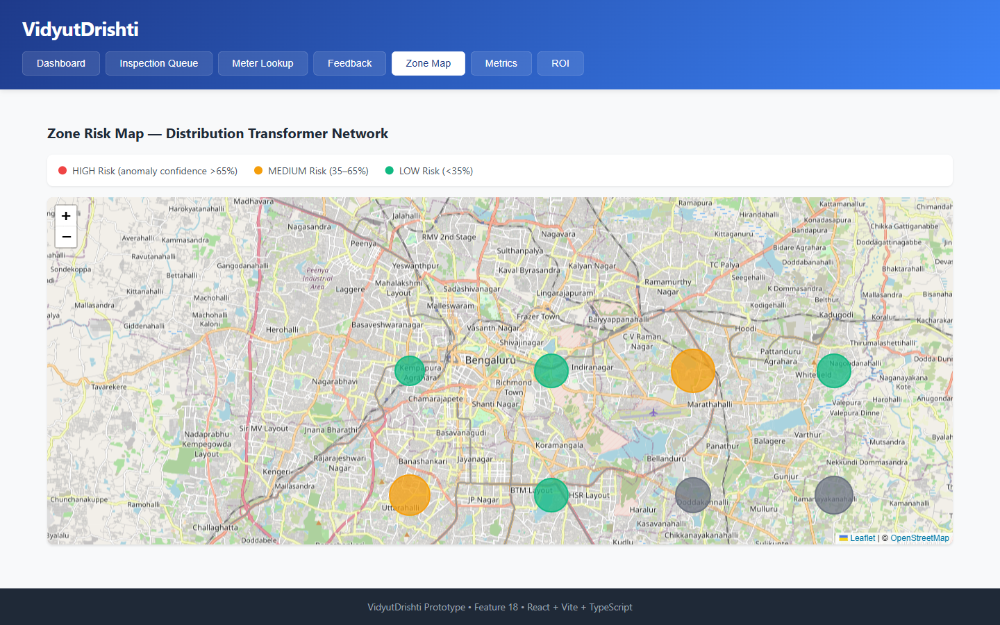 VidyutDrishti
Dashboard
Inspection Queue
Meter Lookup
Feedback
Zone Map
Metrics
ROI
Zone Risk Map — Distribution Transformer Network
HIGH Risk (anomaly confidence >65%)
MEDIUM Risk (35–65%)
LOW Risk (<35%)
+
−
Madhavara
Harokyatanahalli
Nagasandra
Jalahalli
Peenya
RMV 2nd Stage
Nagavara
Ramapura
Hirandahalli
Kittaganuru
Kattamanallur
Konadasapura
Bandapura
Chimandah
Chikka Gattiganabbe
Averahalli
Kammasandra
Ravutanahalli
Sondekoppa
Bettahalli
Gangodanahalli
Kittanahalli
Machohalli
Mallasandra
Machohalli
Kaloni
Giddenahalli
Herohalli
Peenya
Industrial
Area
Laggere
Yeswanthpur
Mahalakshmi
Layout
Sulthanpalya
Kaval Byrasandra
Kalyan Nagar
Sadashivanagar
Lingarajapuram
Malleswaram
Basaveshwaranagar
Vasanth Nagar
Frazer Town
Baiyyappanahalli
Shivajinagar
C V Raman
Nagar
Ramamurthy
Nagar
TC Palya
Seegehalli
Bidare Agrahara
Doddabanahalli
Doddagattinagabbe
Bhaktarahalli
K Dommasandra
Kodigehalli
Belthur
Mallasandra
Bisanaha
Kadugodi
Koralur
Kacharakan
Hoodi
Thirumalashettihalli
Pattanduru
Agrahara
Bengaluru
Indiranagar
Kempapura
Agrahara
Richmond
Town
Nagondanahalli
Whitefield
Dodda Dunn
Naganayakana
Kote
Tavarekere
Nagarabhavi
Chamarajapete
Shanti Nagar
Marathahalli
Valepura
Valepura Dinne
Harohalli
Anugondan
Sir MV Layout
Jnana Bharathi
Basavanagudi
Nadaprabhu
Kempegowda
Layout
Koramangala
Panathur
Balagere
Varthur
Mutsandra
Byalah
Rajarajeshwari
Nagar
Banashankari
Jayanagar
Bellanduru
Nekkundi Dommasandra
Kengeri
Mailasandra
Gunjur
Chunchanakuppe
Ramohalli
Uttarahalli
JP Nagar
BTM Layout
HSR Layout
Doddakannalli
Ramanayakanahalli
Kamanahalli
Haralur
Mulluru
Kasavanahalli
Challaghatta
Byalalu
Doddabele
Kudlu
Chikkanayakanahalli
Sulikunte
Leaflet | © OpenStreetMap
VidyutDrishti Prototype • Feature 18 • React + Vite + TypeScript